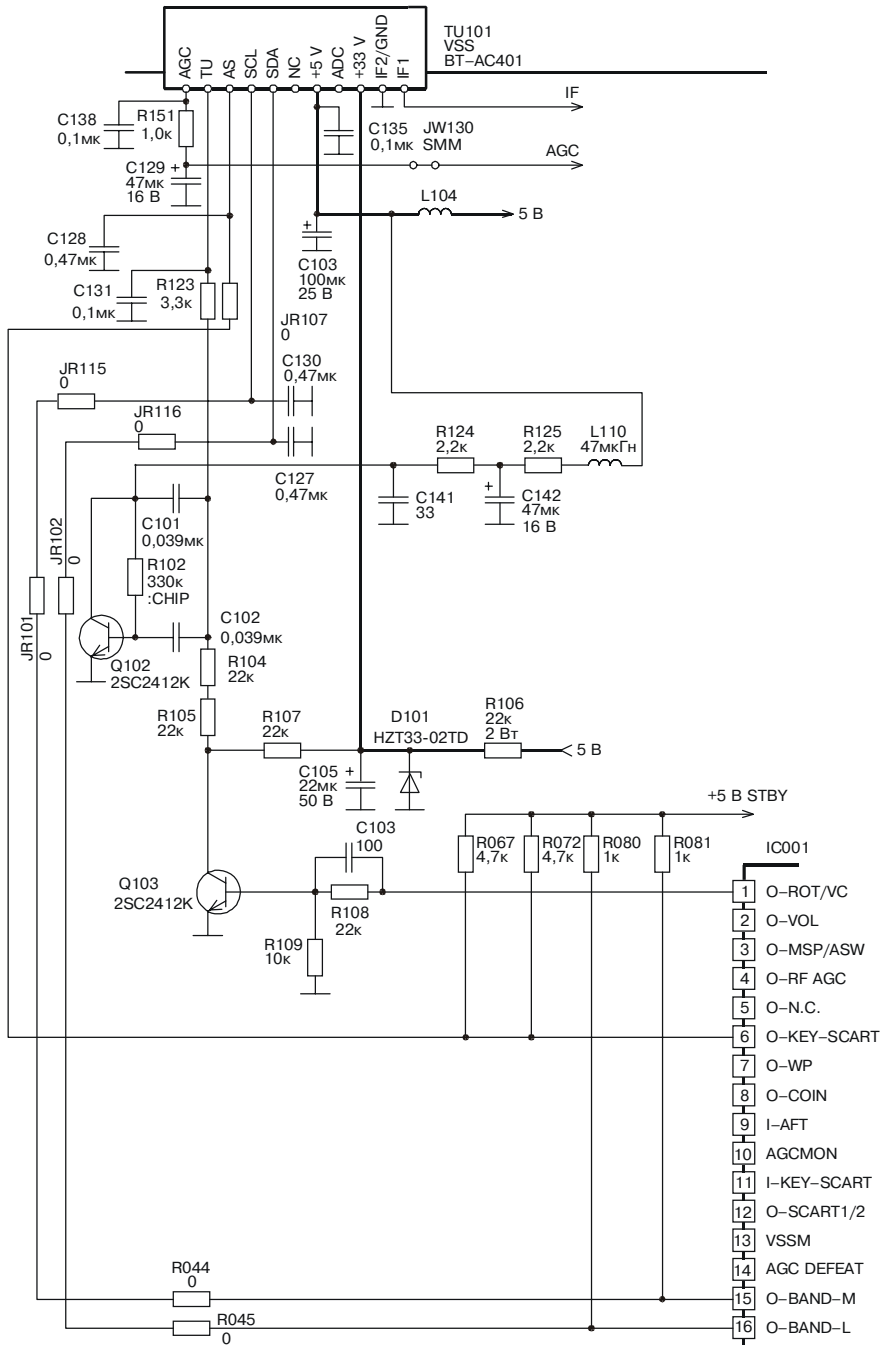 TU101
VSS
BT–AC401
AGC
TU
AS
SCL
SDA
NC
+5 V
ADC
+33 V
IF2/GND
IF1
IF
C138
0,1мк
R151
1,0к
C135
0,1мк
JW130
SMM
AGC
C129
+
47мк
16 В
L104
5 В
C128
0,47мк
+
C103
100мк
25 В
C131
0,1мк
R123
3,3к
JR107
0
JR115
0
C130
0,47мк
JR116
0
R124
2,2к
R125
2,2к
L110
47мкГн
C127
0,47мк
C141
33
+
C142
47мк
16 В
C101
0,039мк
JR102
0
R102
330к
:CHIP
JR101
0
C102
0,039мк
Q102
2SC2412K
R104
22к
R105
22к
R107
22к
D101
HZT33–02TD
R106
22к
2 Вт
5 В
C105
+
22мк
50 В
+5 В STBY
C103
100
R067
4,7к
R072
4,7к
R080
1к
R081
1к
IC001
Q103
2SC2412K
R108
22к
R109
10к
1 O–ROT/VC
2 O–VOL
3 O–MSP/ASW
4 O–RF AGC
5 O–N.C.
6 O–KEY–SCART
7 O–WP
8 O–COIN
9 I–AFT
10 AGCMON
11 I–KEY–SCART
12 O–SCART1/2
13 VSSM
14 AGC DEFEAT
R044
0
15 O–BAND–M
R045
0
16 O–BAND–L